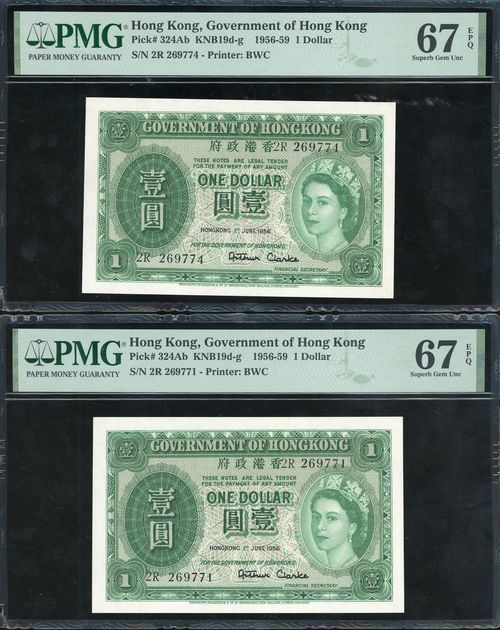 PMG
PAPER MONEY GUARANTY
Hong Kong, Government of Hong Kong
Pick# 324Ab KNB19d-g 1956-59 1 Dollar
S/N 2R 269774 - Printer: BWC
67 EPQ
Superb Gem Unc
壹 GOVERNMENT OF HONGKONG 1
府政港香 2R 269774
THESE NOTES ARE LEGAL TENDER
FOR THE PAYMENT OF ANY AMOUNT
ONE DOLLAR
壹圓
圓壹
HONGKONG 1ST JUNE 1956
FOR THE GOVERNMENT OF HONGKONG
1 2R 269774 Arthur Clarke 壹
FINANCIAL SECRETARY
PMG
PAPER MONEY GUARANTY
Hong Kong, Government of Hong Kong
Pick# 324Ab KNB19d-g 1956-59 1 Dollar
S/N 2R 269771 - Printer: BWC
67 EPQ
Superb Gem Unc
壹 GOVERNMENT OF HONGKONG 1
府政港香 2R 269771
THESE NOTES ARE LEGAL TENDER
FOR THE PAYMENT OF ANY AMOUNT
ONE DOLLAR
壹圓
圓壹
HONGKONG 1ST JUNE 1956
FOR THE GOVERNMENT OF HONGKONG
1 2R 269771 Arthur Clarke 壹
FINANCIAL SECRETARY